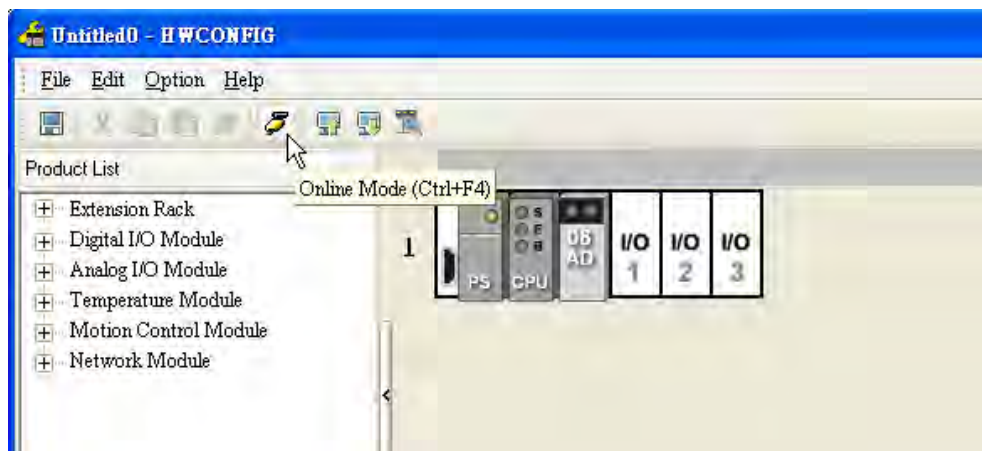 Untitled0 - HWCONFIG
File Edit Option Help
Product List
Online Mode (Ctrl+F4)
Extension Rack
Digital I/O Module
Analog I/O Module
Temperature Module
Motion Control Module
Network Module
1
PS
CPU
S
E
B
06
AD
I/O
1
I/O
2
I/O
3